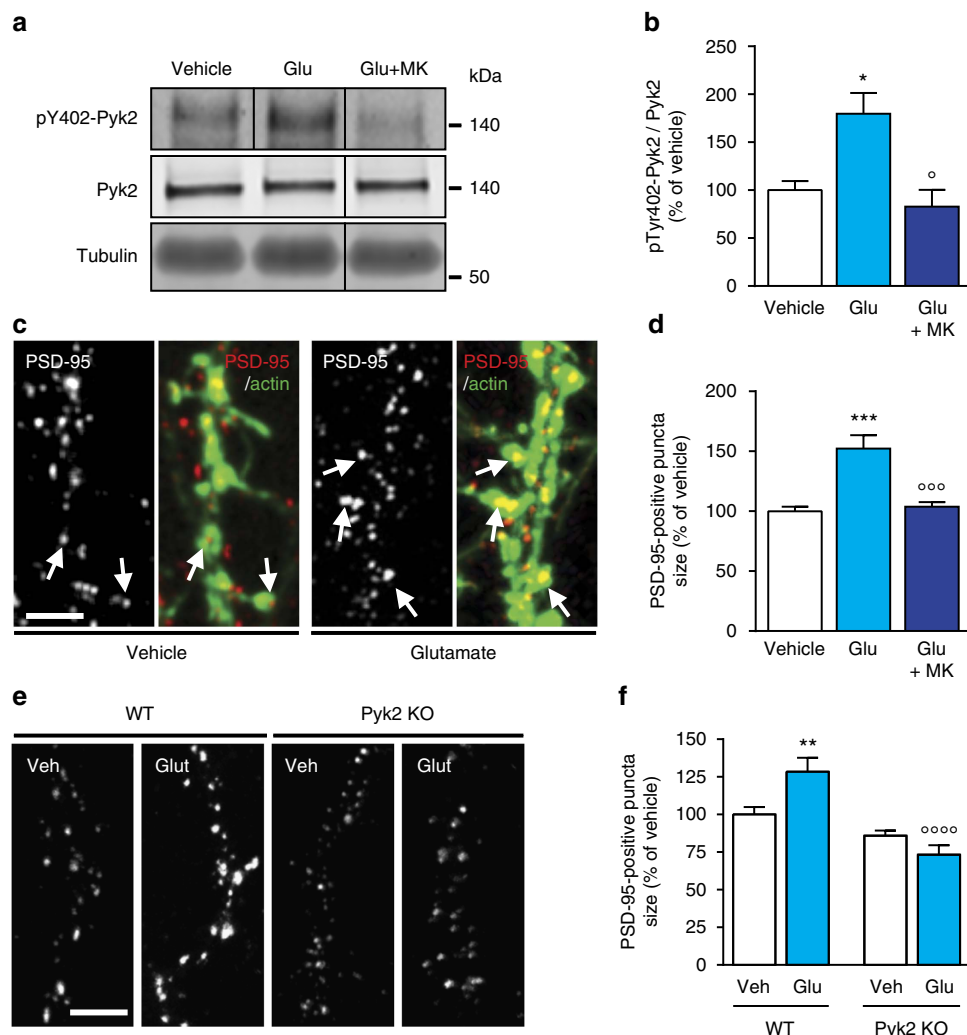 a
Vehicle Glu Glu+MK kDa
pY402-Pyk2
140
Pyk2
140
Tubulin
50
b
pTyr402-Pyk2 / Pyk2
(% of vehicle)
250
200
150
100
50
0
*
°
Vehicle Glu Glu
+ MK
c
PSD-95 PSD-95
/actin
PSD-95 PSD-95
/actin
Vehicle Glutamate
d
PSD-95-positive puncta
size (% of vehicle)
200
150
100
50
0
***
°°°
Vehicle Glu Glu
+ MK
e
WT Pyk2 KO
Veh Glut Veh Glut
f
PSD-95-positive puncta
size (% of vehicle)
150
125
100
75
50
25
0
**
°°°°
Veh Glu Veh Glu
WT Pyk2 KO